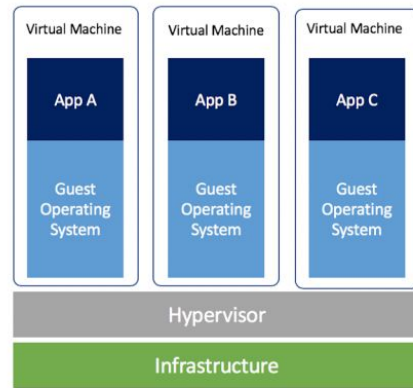 Virtual Machine
App A
Guest
Operating
System
Virtual Machine
App B
Guest
Operating
System
Virtual Machine
App C
Guest
Operating
System
Hypervisor
Infrastructure